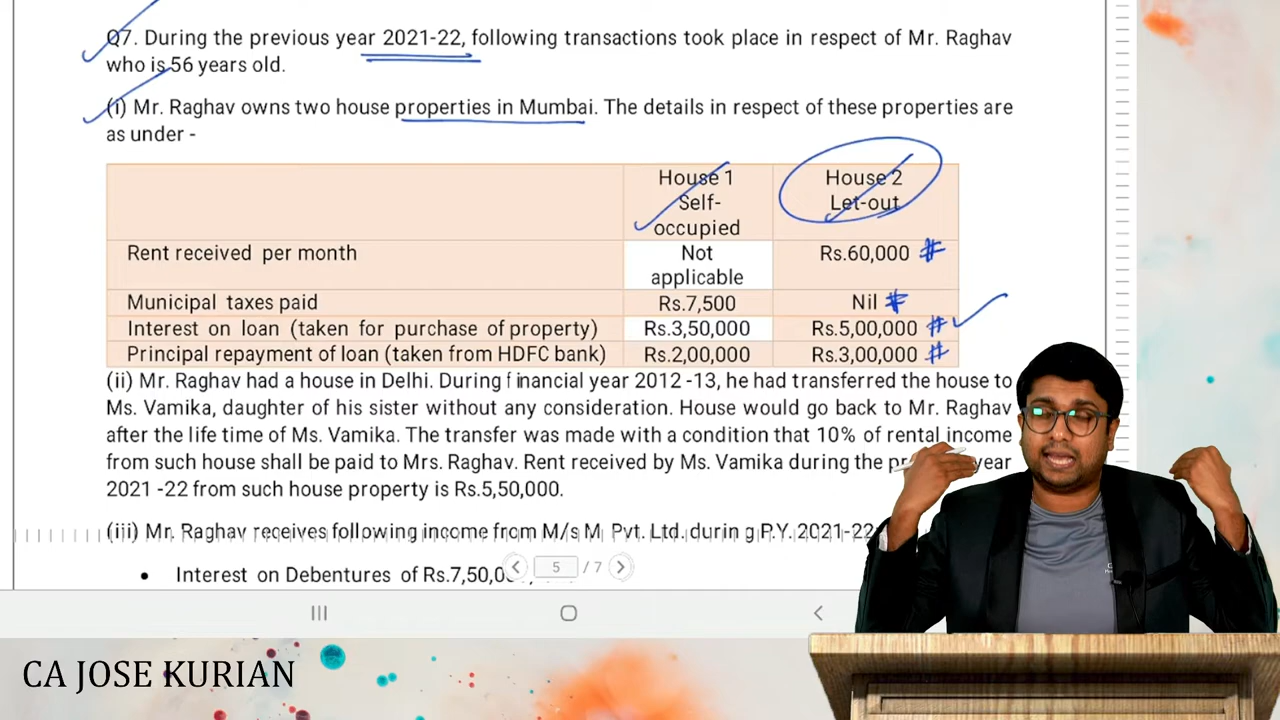 Q7. During the previous year 2021-22, following transactions took place in respect of Mr. Raghav
who is 56 years old.
(i) Mr. Raghav owns two house properties in Mumbai. The details in respect of these properties are
as under -
House 1 House 2
Self- Let-out
occupied
Rent received per month Not Rs.60,000 #
applicable
Municipal taxes paid Rs.7,500 Nil #
Interest on loan (taken for purchase of property) Rs.3,50,000 Rs.5,00,000 #
Principal repayment of loan (taken from HDFC bank) Rs.2,00,000 Rs.3,00,000 #
(ii) Mr. Raghav had a house in Delhi. During financial year 2012 -13, he had transferred the house to
Ms. Vamika, daughter of his sister without any consideration. House would go back to Mr. Raghav
after the life time of Ms. Vamika. The transfer was made with a condition that 10% of rental income
from such house shall be paid to Mrs. Raghav. Rent received by Ms. Vamika during the year
2021 -22 from such house property is Rs.5,50,000.
(iii) Mr. Raghav receives following income from M/s M Pvt. Ltd. durin g P.Y. 2021-22
• Interest on Debentures of
5 / 7
CA JOSE KURIAN